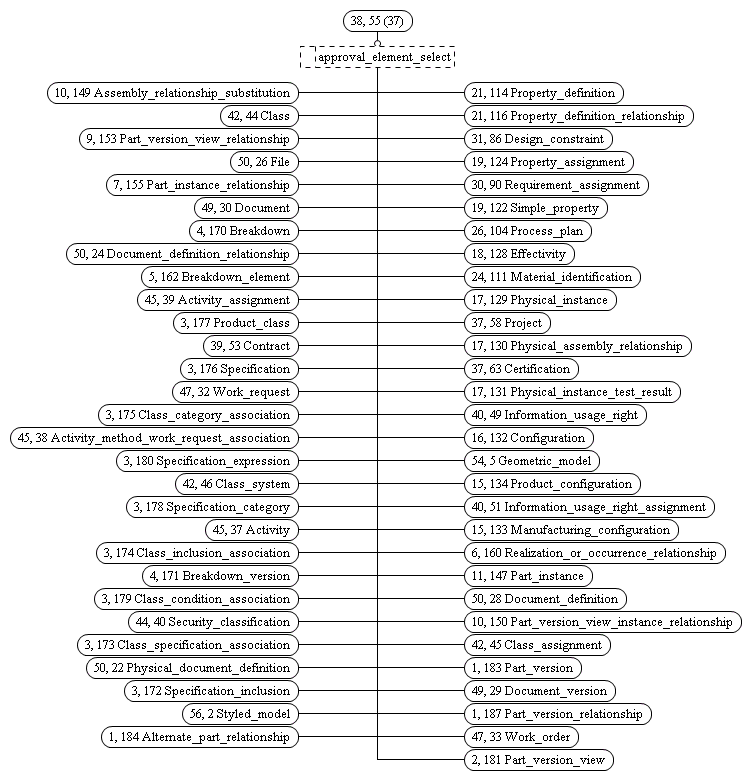 38, 55 (37)
approval_element_select
10, 149 Assembly_relationship_substitution
21, 114 Property_definition
42, 44 Class
21, 116 Property_definition_relationship
9, 153 Part_version_view_relationship
31, 86 Design_constraint
50, 26 File
19, 124 Property_assignment
7, 155 Part_instance_relationship
30, 90 Requirement_assignment
49, 30 Document
19, 122 Simple_property
4, 170 Breakdown
26, 104 Process_plan
50, 24 Document_definition_relationship
18, 128 Effectivity
5, 162 Breakdown_element
24, 111 Material_identification
45, 39 Activity_assignment
17, 129 Physical_instance
3, 177 Product_class
37, 58 Project
39, 53 Contract
17, 130 Physical_assembly_relationship
3, 176 Specification
37, 63 Certification
47, 32 Work_request
17, 131 Physical_instance_test_result
3, 175 Class_category_association
40, 49 Information_usage_right
45, 38 Activity_method_work_request_association
16, 132 Configuration
3, 180 Specification_expression
54, 5 Geometric_model
42, 46 Class_system
15, 134 Product_configuration
3, 178 Specification_category
40, 51 Information_usage_right_assignment
45, 37 Activity
15, 133 Manufacturing_configuration
3, 174 Class_inclusion_association
6, 160 Realization_or_occurrence_relationship
4, 171 Breakdown_version
11, 147 Part_instance
3, 179 Class_condition_association
50, 28 Document_definition
44, 40 Security_classification
10, 150 Part_version_view_instance_relationship
3, 173 Class_specification_association
42, 45 Class_assignment
50, 22 Physical_document_definition
1, 183 Part_version
3, 172 Specification_inclusion
49, 29 Document_version
56, 2 Styled_model
1, 187 Part_version_relationship
1, 184 Alternate_part_relationship
47, 33 Work_order
2, 181 Part_version_view